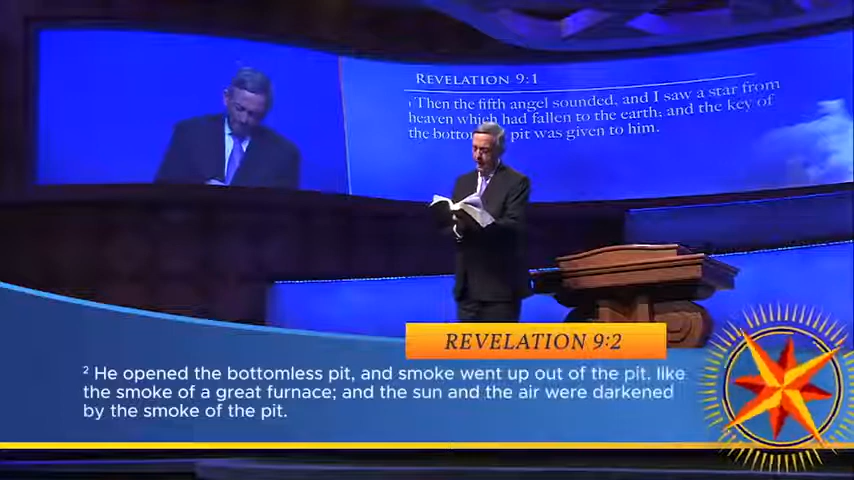 REVELATION 9:1
¹ Then the fifth angel sounded, and I saw a star from
heaven which had fallen to the earth; and the key of
the bottom pit was given to him.
REVELATION 9:2
² He opened the bottomless pit, and smoke went up out of the pit, like
the smoke of a great furnace; and the sun and the air were darkened
by the smoke of the pit.